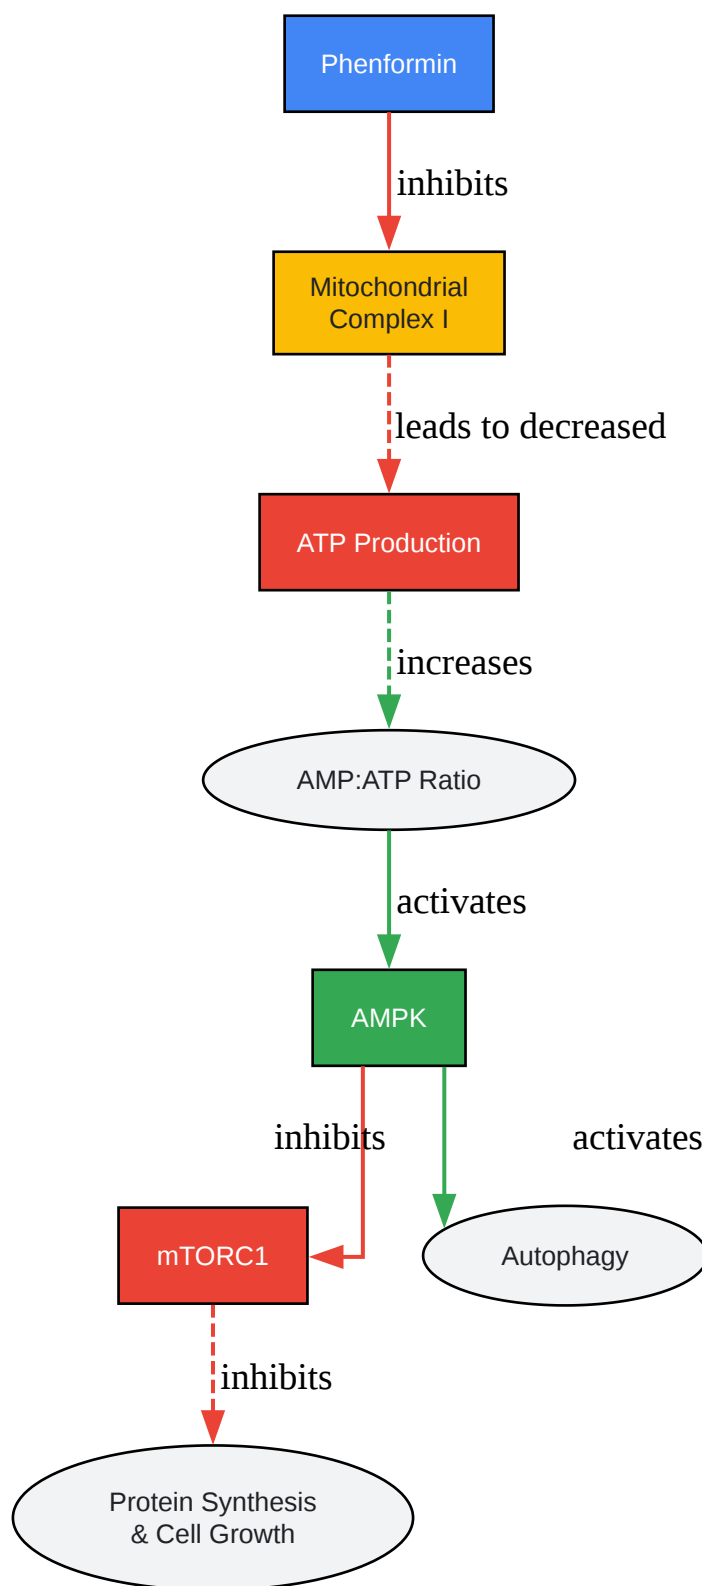 Phenformin
inhibits
Mitochondrial
Complex I
leads to decreased
ATP Production
increases
AMP:ATP Ratio
activates
AMPK
inhibits
activates
mTORC1
Autophagy
inhibits
Protein Synthesis
& Cell Growth